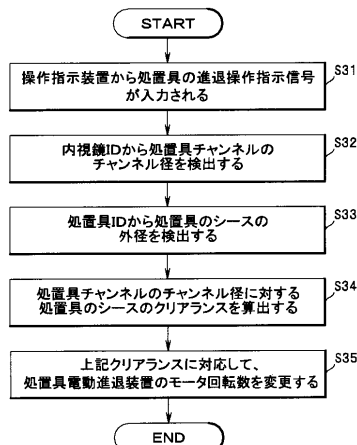 START
S31
操作指示装置から処置具の進退操作指示信号
が入力される
S32
内視鏡IDから処置具チャンネルの
チャンネル径を検出する
S33
処置具IDから処置具のシースの
外径を検出する
S34
処置具チャンネルのチャンネル径に対する
処置具のシースのクリアランスを算出する
S35
上記クリアランスに対応して、
処置具電動進退装置のモータ回転数を変更する
END